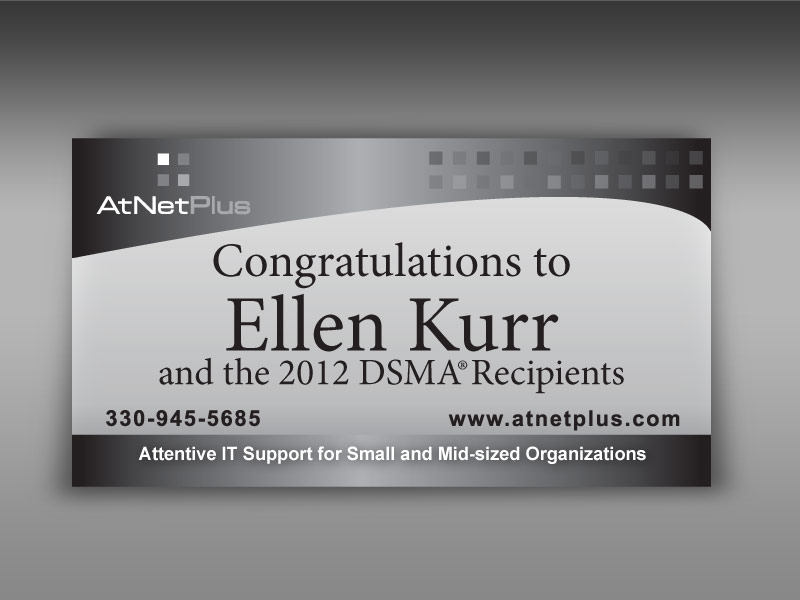 AtNetPlus
Congratulations to
Ellen Kurr
and the 2012 DSMA® Recipients
330-945-5685 www.atnetplus.com
Attentive IT Support for Small and Mid-sized Organizations